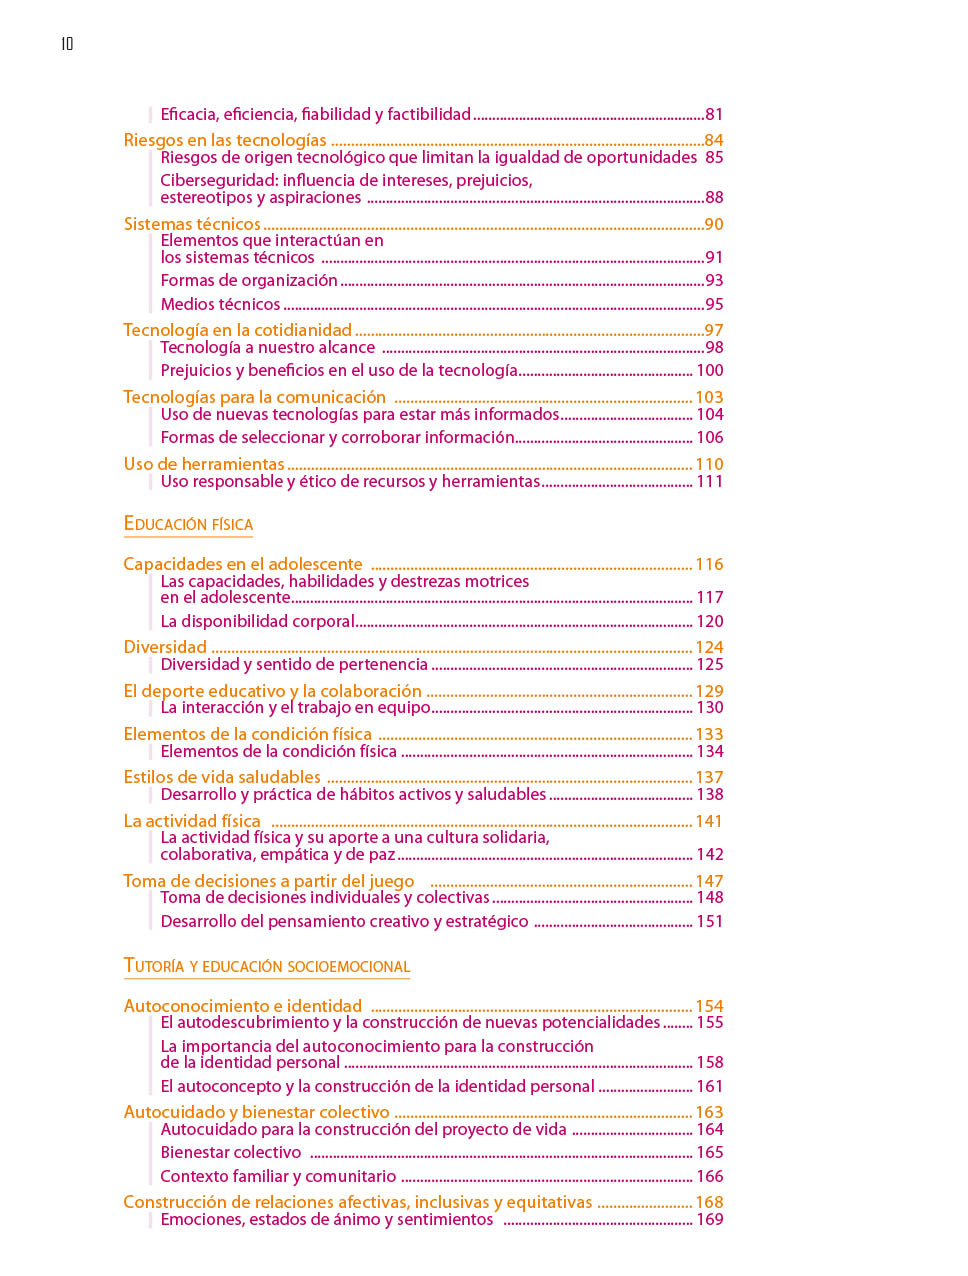 10
Eficacia, eficiencia, fiabilidad y factibilidad.............................................................81
Riesgos en las tecnologías ..............................................................................................84
Riesgos de origen tecnológico que limitan la igualdad de oportunidades 85
Ciberseguridad: influencia de intereses, prejuicios,
estereotipos y aspiraciones .........................................................................................88
Sistemas técnicos...............................................................................................................90
Elementos que interactúan en
los sistemas técnicos .....................................................................................................91
Formas de organización................................................................................................93
Medios técnicos...............................................................................................................95
Tecnología en la cotidianidad........................................................................................97
Tecnología a nuestro alcance .....................................................................................98
Prejuicios y beneficios en el uso de la tecnología.............................................. 100
Tecnologías para la comunicación ........................................................................... 103
Uso de nuevas tecnologías para estar más informados................................... 104
Formas de seleccionar y corroborar información............................................... 106
Uso de herramientas...................................................................................................... 110
Uso responsable y ético de recursos y herramientas........................................ 111
Educación física
Capacidades en el adolescente ................................................................................. 116
Las capacidades, habilidades y destrezas motrices
en el adolescente.......................................................................................................... 117
La disponibilidad corporal......................................................................................... 120
Diversidad ......................................................................................................................... 124
Diversidad y sentido de pertenencia ..................................................................... 125
El deporte educativo y la colaboración ................................................................... 129
La interacción y el trabajo en equipo..................................................................... 130
Elementos de la condición física ............................................................................... 133
Elementos de la condición física ............................................................................. 134
Estilos de vida saludables ............................................................................................ 137
Desarrollo y práctica de hábitos activos y saludables...................................... 138
La actividad física .......................................................................................................... 141
La actividad física y su aporte a una cultura solidaria,
colaborativa, empática y de paz.............................................................................. 142
Toma de decisiones a partir del juego .................................................................. 147
Toma de decisiones individuales y colectivas..................................................... 148
Desarrollo del pensamiento creativo y estratégico .......................................... 151
Tutoría y educación socioemocional
Autoconocimiento e identidad ................................................................................. 154
El autodescubrimiento y la construcción de nuevas potencialidades........ 155
La importancia del autoconocimiento para la construcción
de la identidad personal ............................................................................................ 158
El autoconcepto y la construcción de la identidad personal ......................... 161
Autocuidado y bienestar colectivo ........................................................................... 163
Autocuidado para la construcción del proyecto de vida ................................ 164
Bienestar colectivo ..................................................................................................... 165
Contexto familiar y comunitario ............................................................................. 166
Construcción de relaciones afectivas, inclusivas y equitativas ........................ 168
Emociones, estados de ánimo y sentimientos .................................................. 169